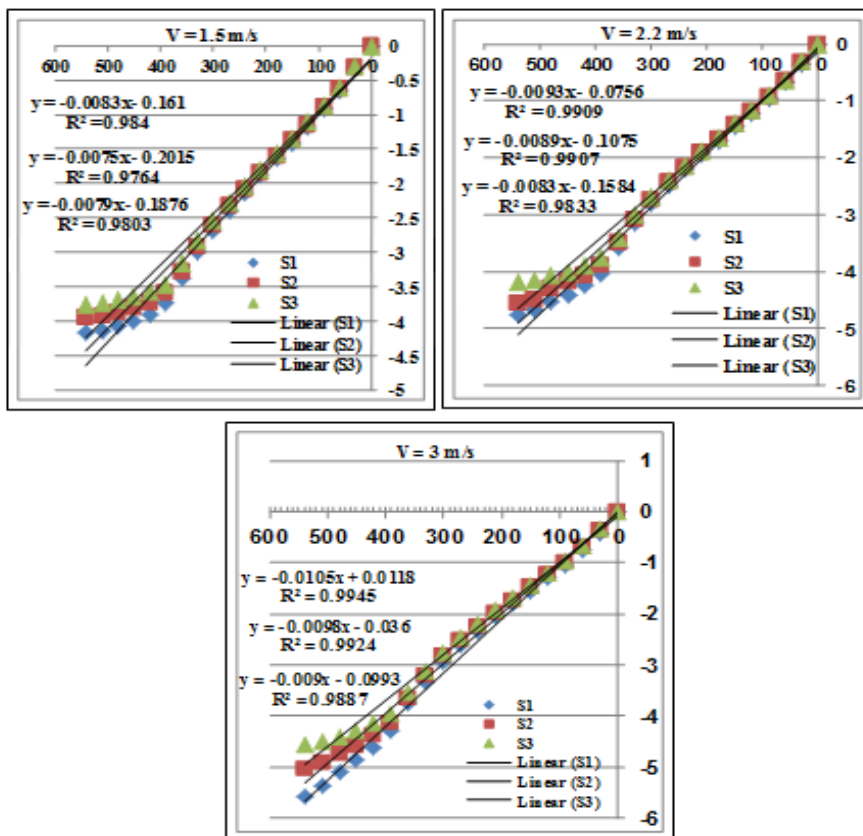 V = 1.5 m/s
600 500 400 300 200 100 0
0
-0.5
-1
-1.5
-2
-2.5
-3
-3.5
-4
-4.5
-5
y = -0.0083x- 0.161
R² = 0.984
y = -0.0075x- 0.2015
R² = 0.9764
y = -0.0079x- 0.1876
R² = 0.9803
S1
S2
S3
Linear (S1)
Linear (S2)
Linear (S3)
V = 2.2 m/s
600 500 400 300 200 100 0
0
-1
-2
-3
-4
-5
-6
y = -0.0093x- 0.0756
R² = 0.9909
y = -0.0089x- 0.1075
R² = 0.9907
y = -0.0083x- 0.1584
R² = 0.9833
S1
S2
S3
Linear (S1)
Linear (S2)
Linear (S3)
V = 3 m/s
1
0
-1
-2
-3
-4
-5
-6
600 500 400 300 200 100 0
y = -0.0105x + 0.0118
R² = 0.9945
y = -0.0098x - 0.036
R² = 0.9924
y = -0.009x - 0.0993
R² = 0.9887
S1
S2
S3
Linear (S1)
Linear (S2)
Linear (S3)